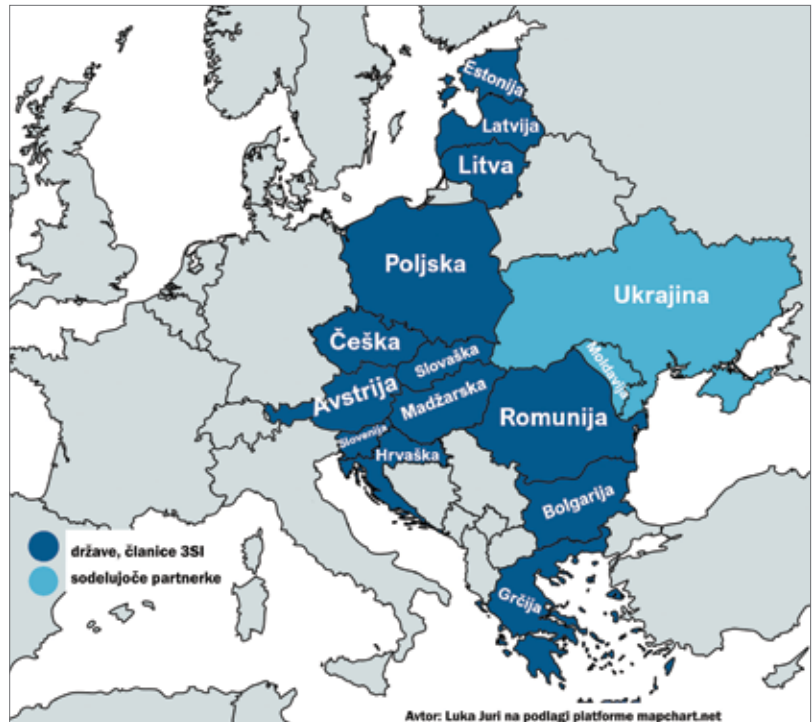 Estonija
Latvija
Litva
Poljska
Ukrajina
Češka
Slovaška
Moldavija
Avstrija
Madžarska
Romunija
Slovenija
Hrvaška
Bolgarija
države, članice 3SI
sodelujoče partnerke
Grčija
Avtor: Luka Juri na podlagi platforme mapchart.net